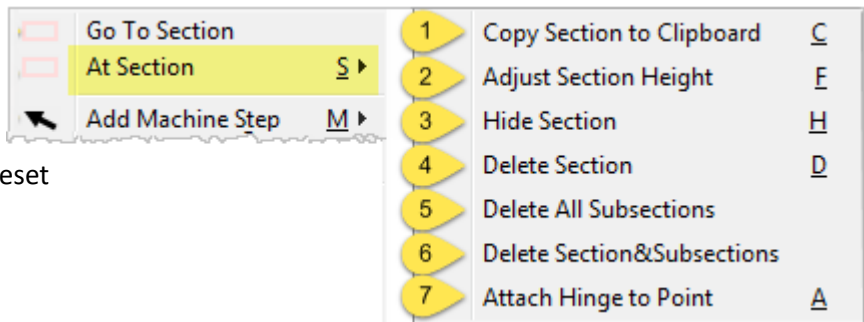 Go To Section
At Section S
Add Machine Step M
eset
1 Copy Section to Clipboard C
2 Adjust Section Height F
3 Hide Section H
4 Delete Section D
5 Delete All Subsections
6 Delete Section&Subsections
7 Attach Hinge to Point A